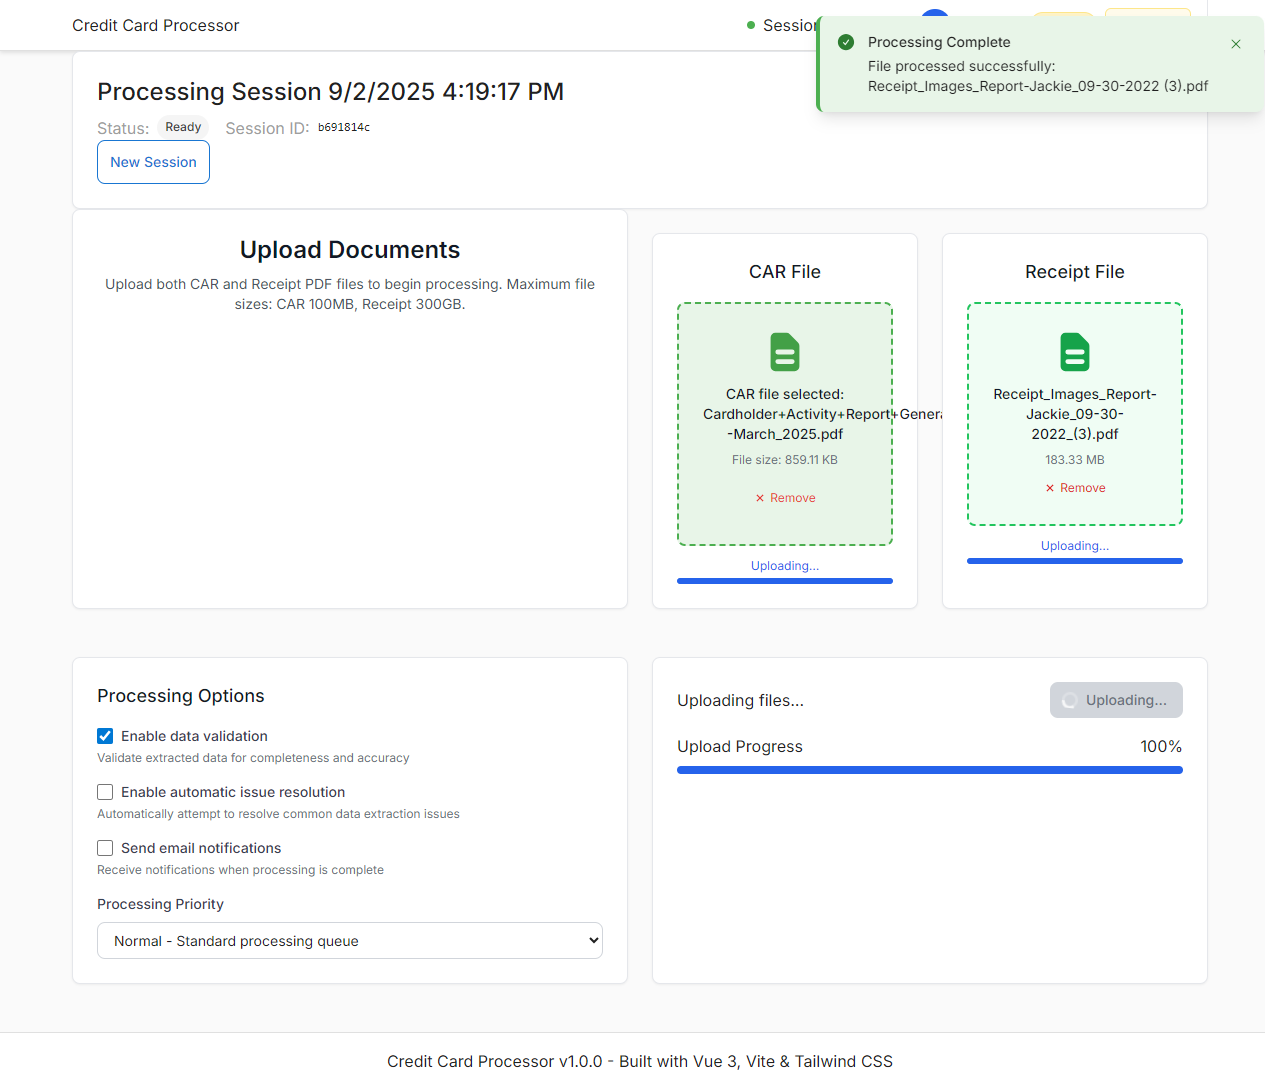 Credit Card Processor
Session
Processing Complete
File processed successfully:
Receipt_Images_Report-Jackie_09-30-2022 (3).pdf
Processing Session 9/2/2025 4:19:17 PM
Status: Ready Session ID: b691814c
New Session
Upload Documents
Upload both CAR and Receipt PDF files to begin processing. Maximum file
sizes: CAR 100MB, Receipt 300GB.
CAR File
CAR file selected:
Cardholder+Activity+Report+Genera
-March_2025.pdf
File size: 859.11 KB
× Remove
Uploading...
Receipt File
Receipt_Images_Report-
Jackie_09-30-
2022_(3).pdf
183.33 MB
× Remove
Uploading...
Processing Options
Enable data validation
Validate extracted data for completeness and accuracy
Enable automatic issue resolution
Automatically attempt to resolve common data extraction issues
Send email notifications
Receive notifications when processing is complete
Processing Priority
Normal - Standard processing queue
Uploading files...
Uploading...
Upload Progress 100%
Credit Card Processor v1.0.0 - Built with Vue 3, Vite & Tailwind CSS